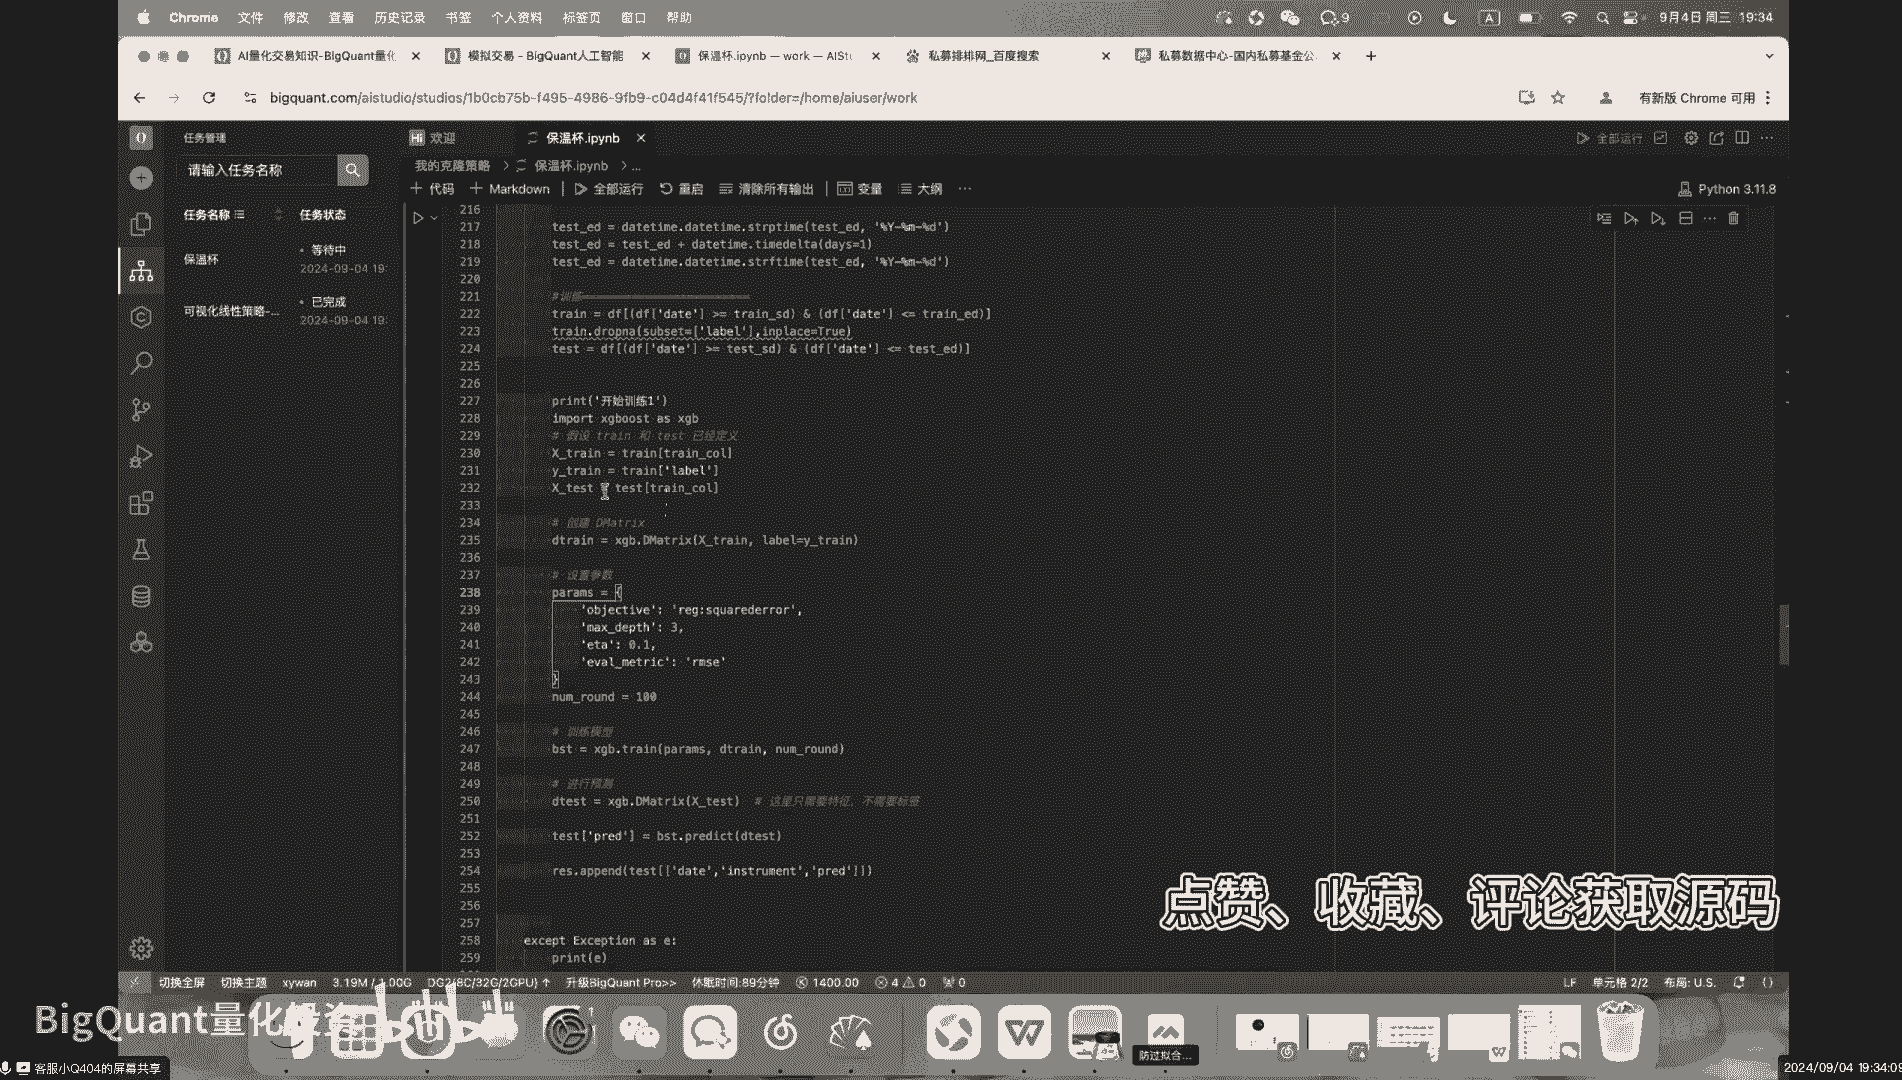 Chrome 文件 修改 查看 历史记录 书签 个人资料 标签页 窗口 帮助 9 A 9月4日 周三 19:34
AI量化交易知识-BigQuant量化 模拟交易 - BigQuant人工智能 保温杯.ipynb — work — AIStu 私募排排网_百度搜索 私募数据中心-国内私募基金公
bigquant.com/aistudio/studios/1b0cb75b-f495-4986-9fb9-c04d4f41f545/?folder=/home/aiuser/work 有新版 Chrome 可用
任务管理 Hi 欢迎 保温杯.ipynb 全部运行
请输入任务名称 我的克隆策略 > 保温杯.ipynb > ...
+ 代码 + Markdown 全部运行 重启 清除所有输出 变量 大纲 ... Python 3.11.8
任务名称 任务状态
保温杯 等待中
2024-09-04 19:
可视化线性策略-... 已完成
2024-09-04 19:
216
217 test_ed = datetime.datetime.strptime(test_ed, '%Y-%m-%d')
218 test_ed = test_ed + datetime.timedelta(days=1)
219 test_ed = datetime.datetime.strftime(test_ed, '%Y-%m-%d')
220
221 #训练
222 train = df[(df['date'] >= train_sd) & (df['date'] <= train_ed)]
223 train.dropna(subset=['label'],inplace=True)
224 test = df[(df['date'] >= test_sd) & (df['date'] <= test_ed)]
225
226
227 print('开始训练1')
228 import xgboost as xgb
229 # 假设 train 和 test 已经定义
230 X_train = train[train_col]
231 y_train = train['label']
232 X_test = test[train_col]
233
234 # 创建 DMatrix
235 dtrain = xgb.DMatrix(X_train, label=y_train)
236
237 # 设置参数
238 params = {
239 'objective': 'reg:squarederror',
240 'max_depth': 3,
241 'eta': 0.1,
242 'eval_metric': 'rmse'
243 }
244 num_round = 100
245
246 # 训练模型
247 bst = xgb.train(params, dtrain, num_round)
248
249 # 进行预测
250 dtest = xgb.DMatrix(X_test) # 这里只需要特征，不需要标签
251
252 test['pred'] = bst.predict(dtest)
253
254 res.append(test[['date','instrument','pred']])
255
256
257
258 except Exception as e:
259 print(e)
点赞、收藏、评论获取源码
切换全屏 切换主题 xywan 3.19M / 1.00G DG2(8C/32G/2GPU) ↑ 升级BigQuant Pro>> 休眠时间:89分钟 1400.00 4 0 0 LF 单元格 2/2 布局: U.S.
BigQuant量化投资
防过拟合...
客服小Q404的屏幕共享
2024/09/04 19:34:0